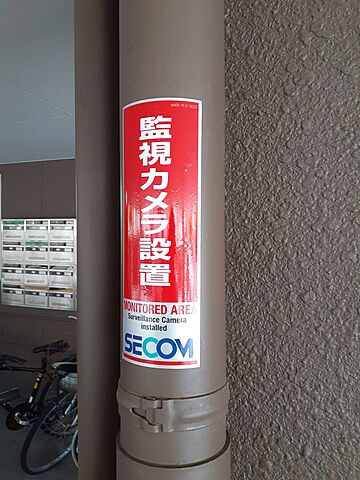 監視カメラ設置
MONITORED AREA
Surveillance Camera
installed
SECOM